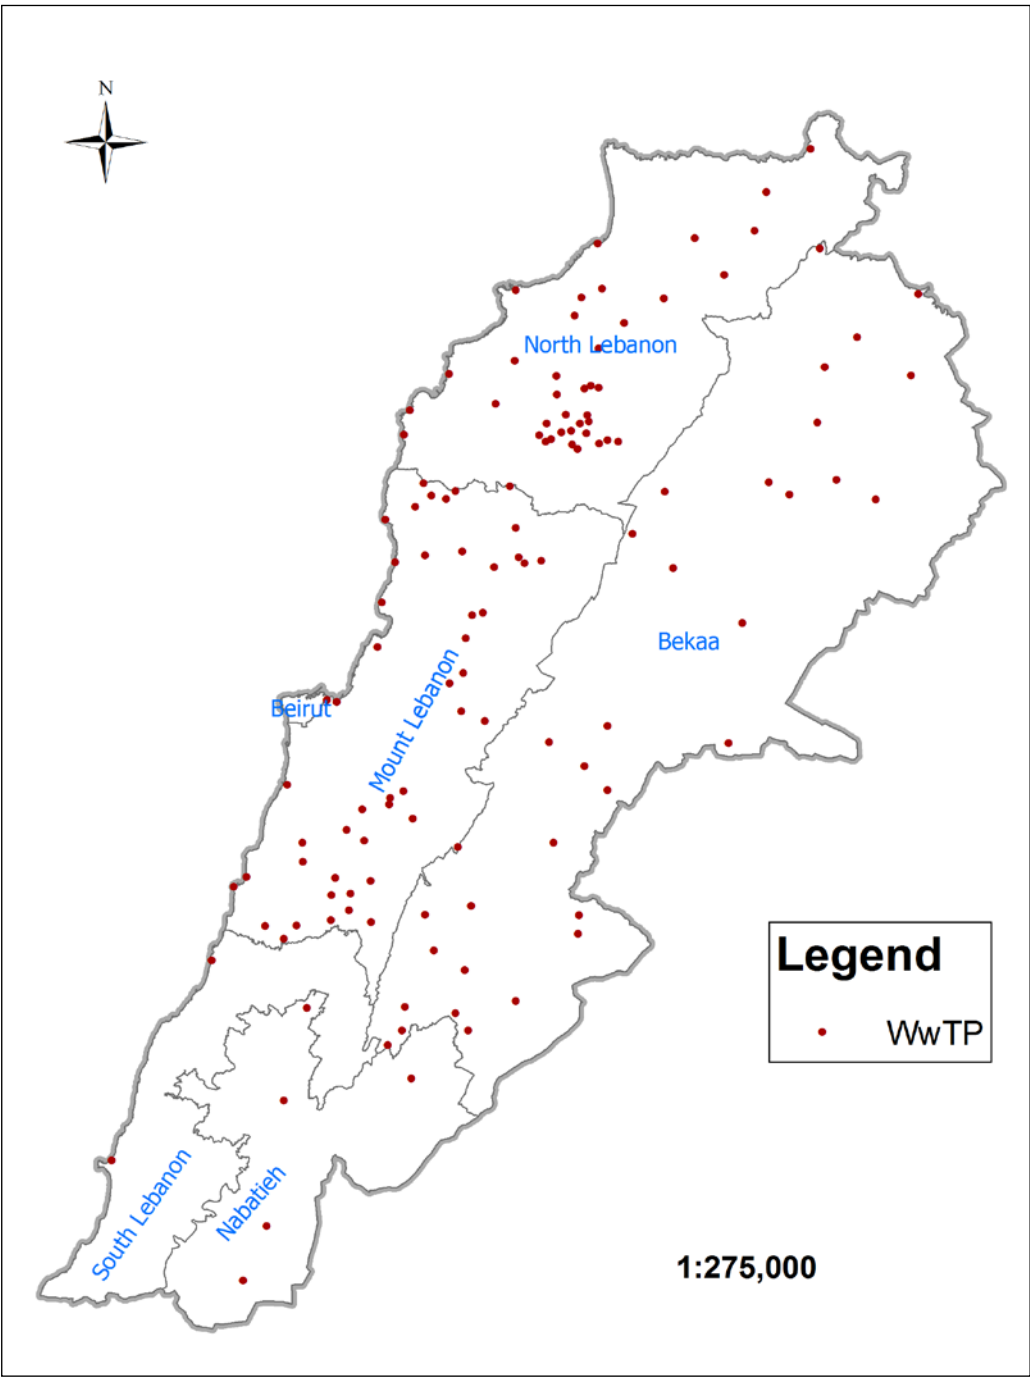 N
North Lebanon
Bekaa
Beirut
Mount Lebanon
Legend
WwTP
South Lebanon
Nabatieh
1:275,000